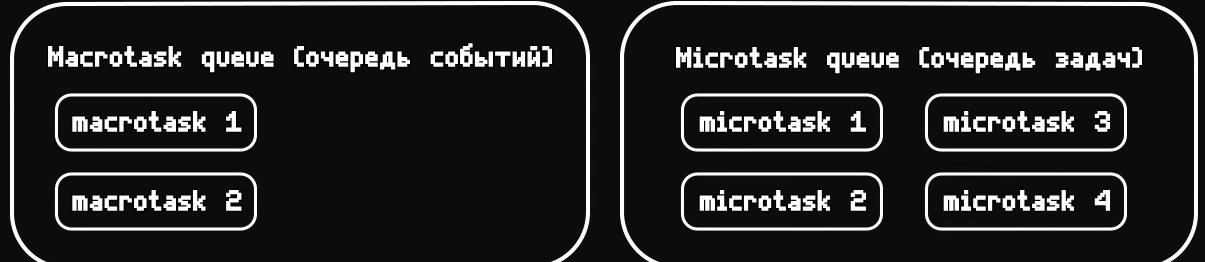 Macrotask queue (очередь событий)
macrotask 1
macrotask 2
Microtask queue (очередь задач)
microtask 1
microtask 3
microtask 2
microtask 4